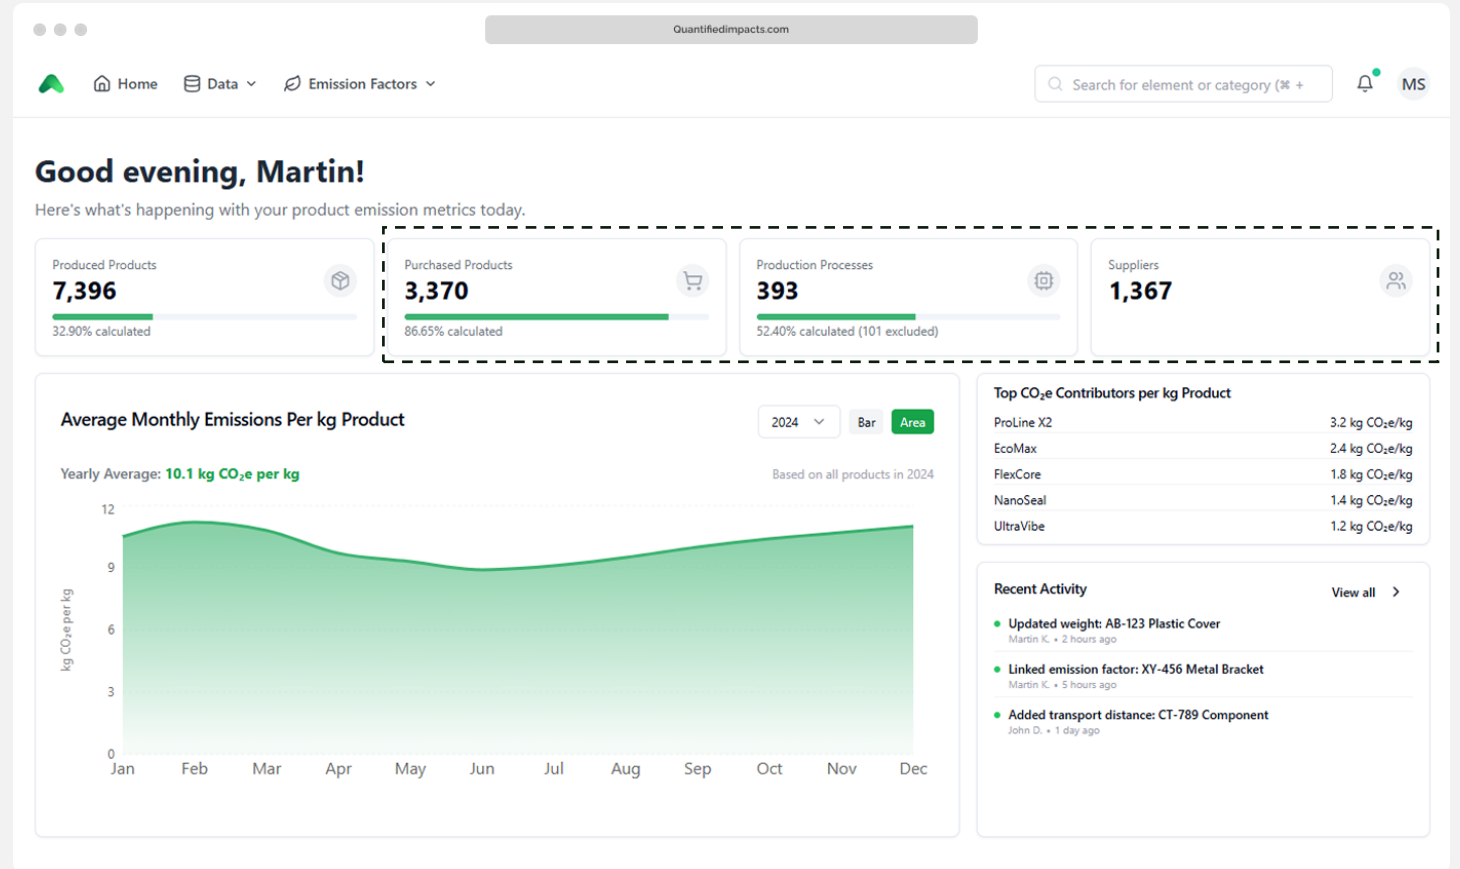 Quantifiedimpacts.com
Home
Data
Emission Factors
Search for element or category (⌘ +
MS
Good evening, Martin!
Here's what's happening with your product emission metrics today.
Produced Products
7,396
32.90% calculated
Purchased Products
3,370
86.65% calculated
Production Processes
393
52.40% calculated (101 excluded)
Suppliers
1,367
Average Monthly Emissions Per kg Product
2024
Bar
Area
Yearly Average: 10.1 kg CO₂e per kg
Based on all products in 2024
kg CO₂e per kg
12
9
6
3
0
Jan Feb Mar Apr May Jun Jul Aug Sep Oct Nov Dec
Top CO₂e Contributors per kg Product
ProLine X2 3.2 kg CO₂e/kg
EcoMax 2.4 kg CO₂e/kg
FlexCore 1.8 kg CO₂e/kg
NanoSeal 1.4 kg CO₂e/kg
UltraVibe 1.2 kg CO₂e/kg
Recent Activity
View all
Updated weight: AB-123 Plastic Cover
Martin K. • 2 hours ago
Linked emission factor: XY-456 Metal Bracket
Martin K. • 5 hours ago
Added transport distance: CT-789 Component
John D. • 1 day ago